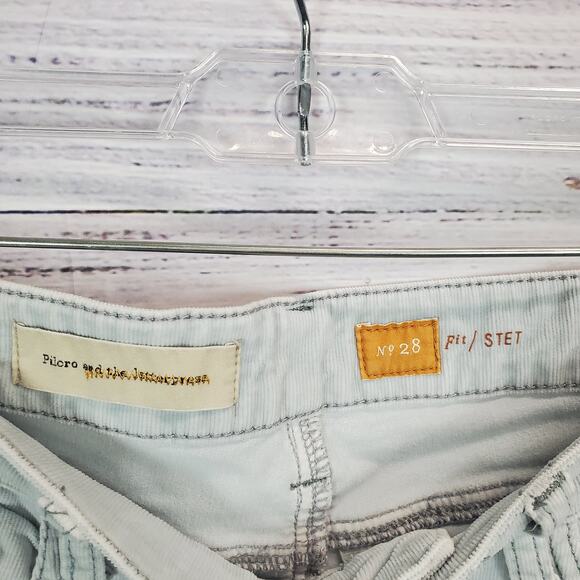 Pilcro and the letterpress
Nº 28
fit / STET